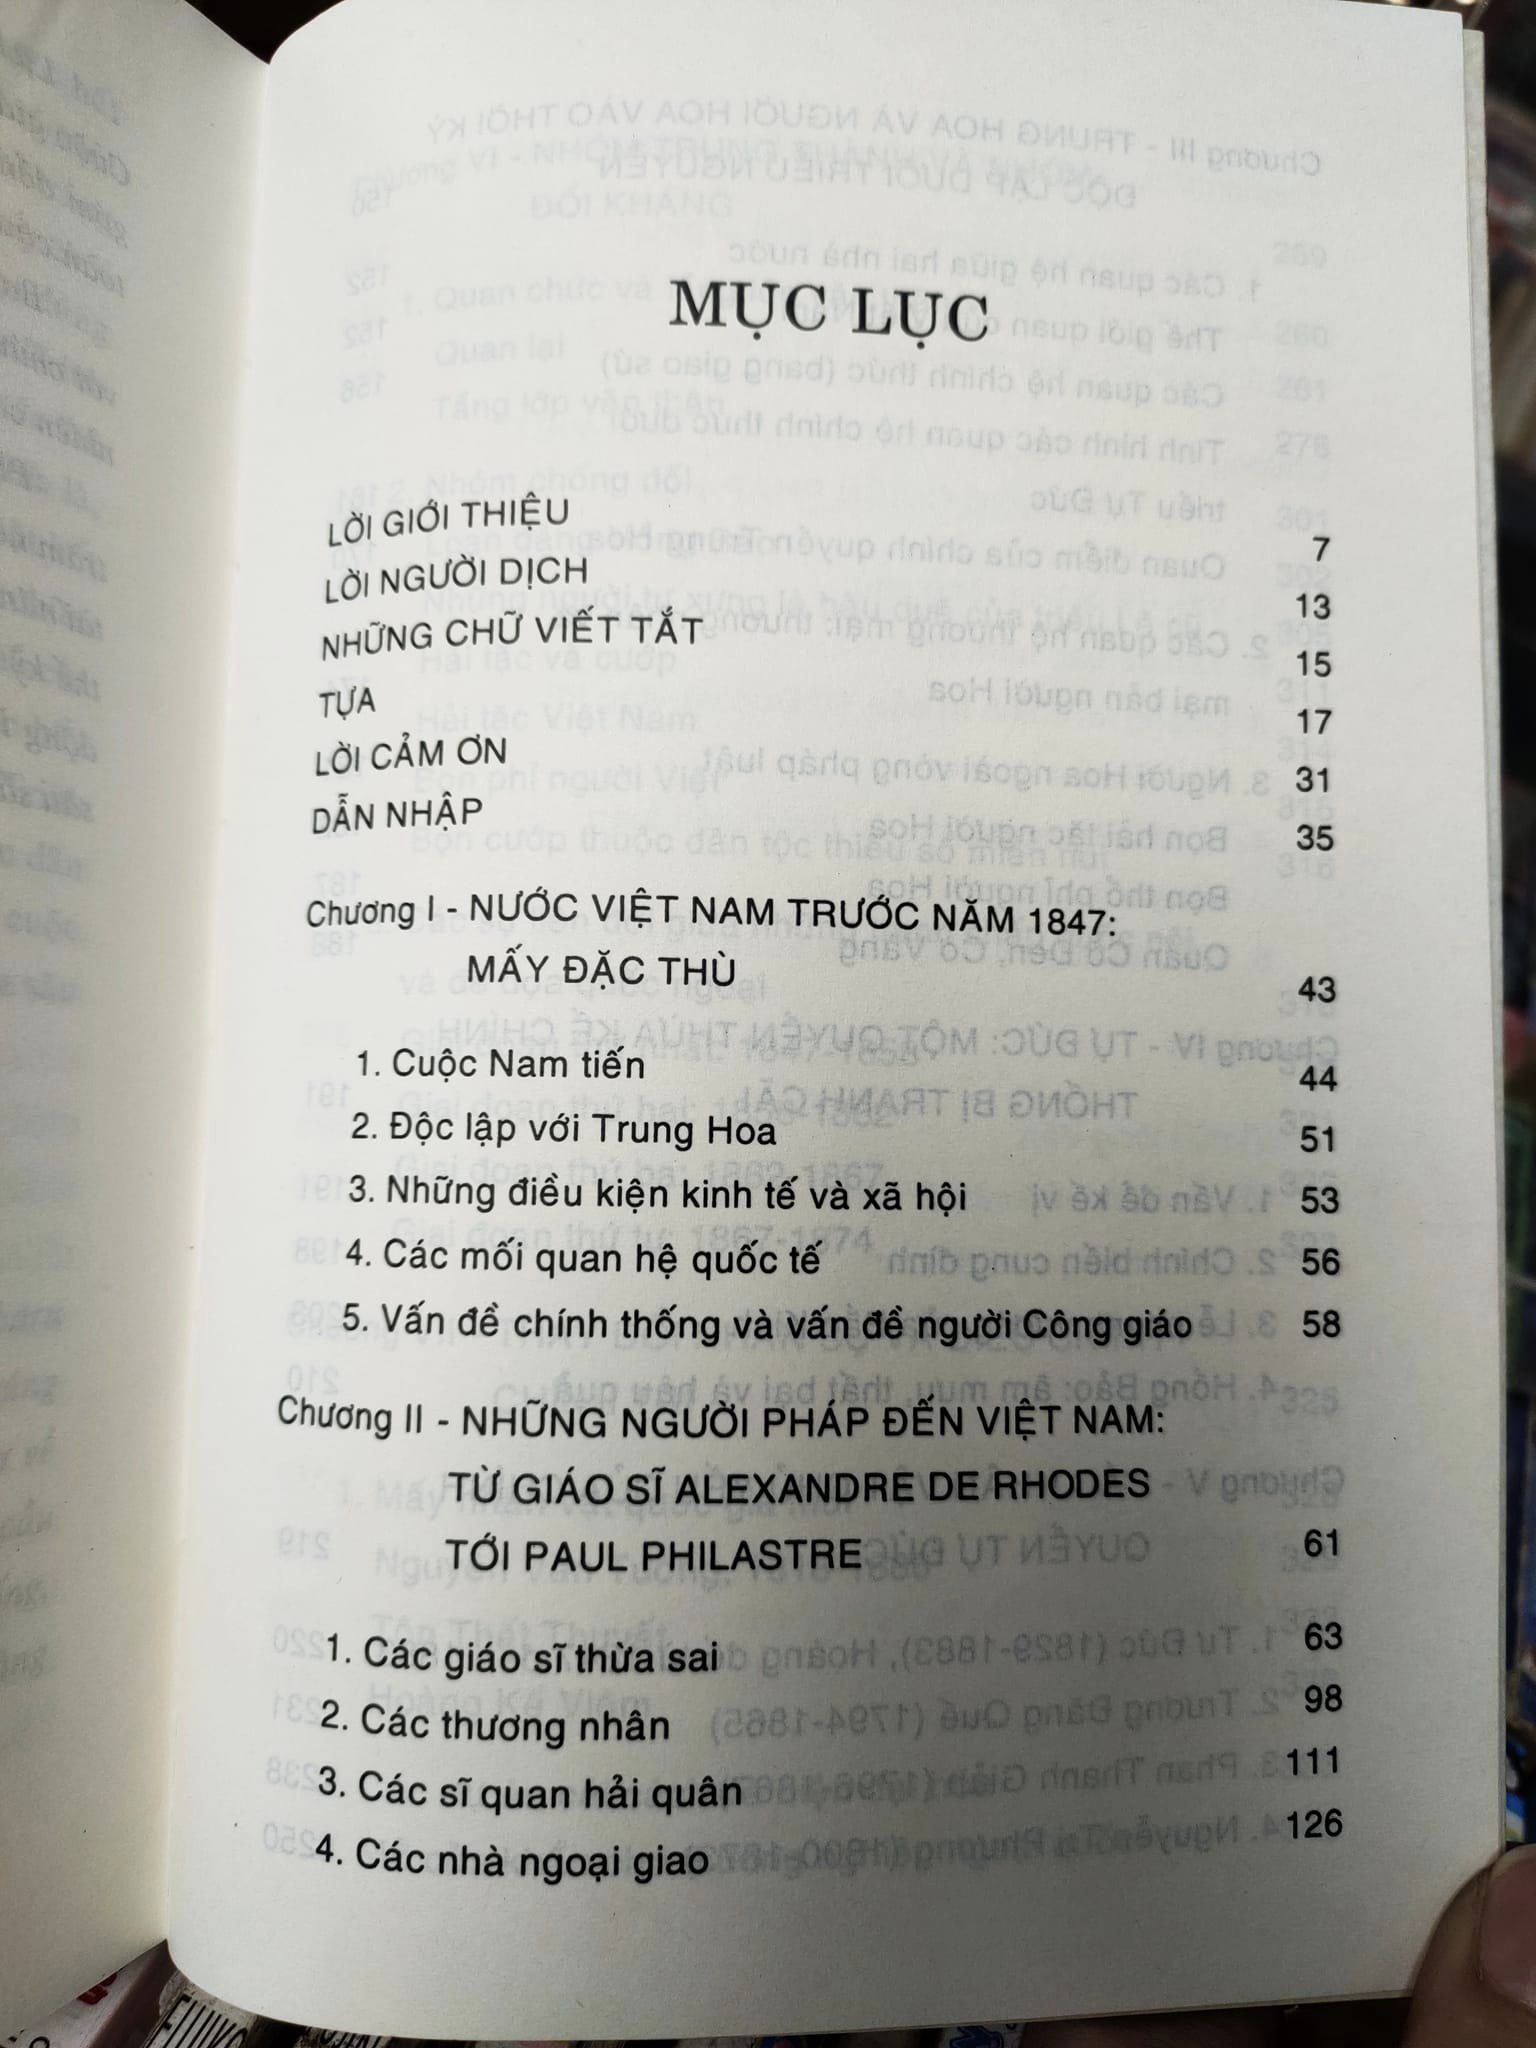 MỤC LỤC
LỜI GIỚI THIỆU 7
LỜI NGƯỜI DỊCH 13
NHỮNG CHỮ VIẾT TẮT 15
TỰA 17
LỜI CẢM ƠN 31
DẪN NHẬP 35
Chương I - NƯỚC VIỆT NAM TRƯỚC NĂM 1847:
MẤY ĐẶC THÙ 43
1. Cuộc Nam tiến 44
2. Độc lập với Trung Hoa 51
3. Những điều kiện kinh tế và xã hội 53
4. Các mối quan hệ quốc tế 56
5. Vấn đề chính thống và vấn đề người Công giáo 58
Chương II - NHỮNG NGƯỜI PHÁP ĐẾN VIỆT NAM:
TỪ GIÁO SĨ ALEXANDRE DE RHODES
TỚI PAUL PHILASTRE 61
1. Các giáo sĩ thừa sai 63
2. Các thương nhân 98
3. Các sĩ quan hải quân 111
4. Các nhà ngoại giao 126